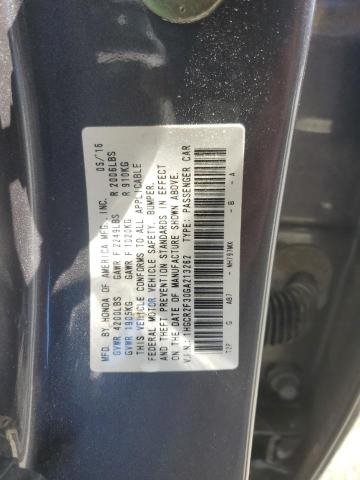 MFD. BY HONDA OF AMERICA MFG., INC. 05/16
GVWR 4200LBS GAWR F 2249LBS R 2006LBS
GVWR 1905KG GAWR F 1020KG R 910KG
THIS VEHICLE CONFORMS TO ALL APPLICABLE
FEDERAL MOTOR VEHICLE SAFETY, BUMPER,
AND THEFT PREVENTION STANDARDS IN EFFECT
ON THE DATE OF MANUFACTURE SHOWN ABOVE.
V.I.N.: 1HGCR2F30GA213262 TYPE: PASSENGER CAR
T2F G AB7 NH797MX - B - A